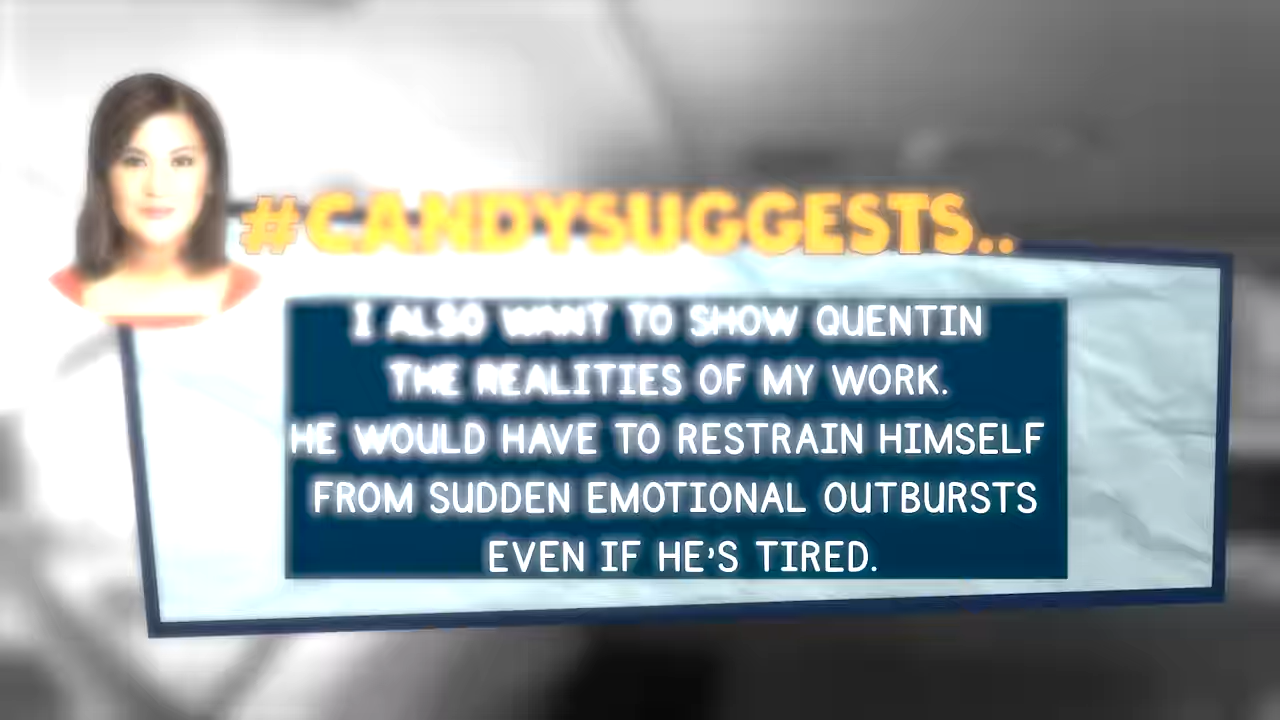 #CANDYSUGGESTS..
I ALSO WANT TO SHOW QUENTIN
THE REALITIES OF MY WORK.
HE WOULD HAVE TO RESTRAIN HIMSELF
FROM SUDDEN EMOTIONAL OUTBURSTS
EVEN IF HE'S TIRED.